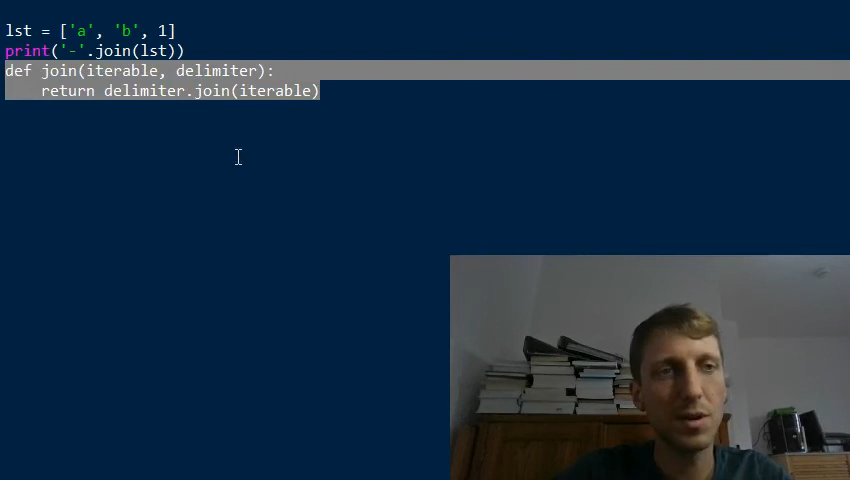 lst = ['a', 'b', 1]
print('-'.join(lst))
def join(iterable, delimiter):
    return delimiter.join(iterable)